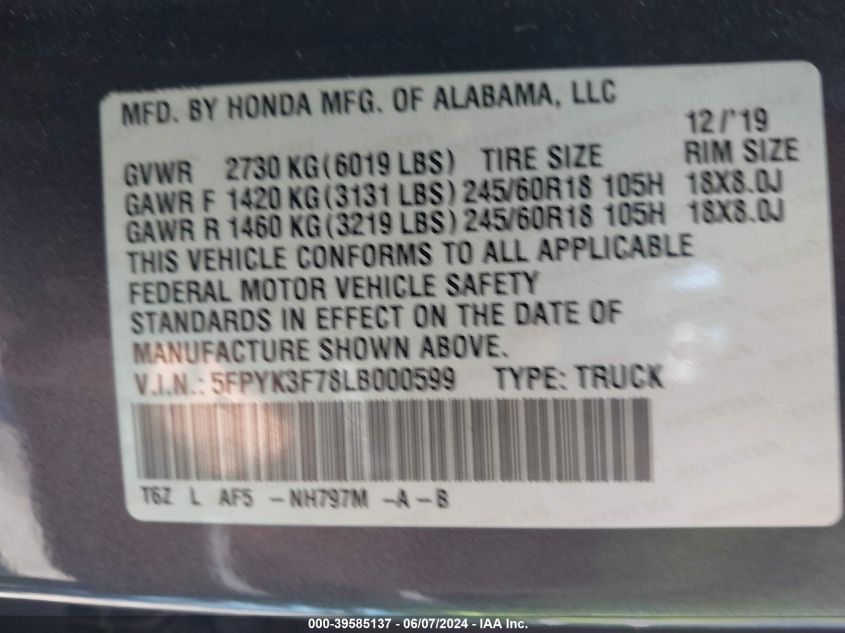 MFD. BY HONDA MFG. OF ALABAMA, LLC
12/'19
GVWR 2730 KG(6019 LBS) TIRE SIZE RIM SIZE
GAWR F 1420 KG(3131 LBS) 245/60R18 105H 18X8.0J
GAWR R 1460 KG(3219 LBS) 245/60R18 105H 18X8.0J
THIS VEHICLE CONFORMS TO ALL APPLICABLE
FEDERAL MOTOR VEHICLE SAFETY
STANDARDS IN EFFECT ON THE DATE OF
MANUFACTURE SHOWN ABOVE.
V.I.N.: 5FPYK3F78LB000599 TYPE: TRUCK
T6Z L AF5 -NH797M -A-B
000-39585137 - 06/07/2024 - IAA Inc.